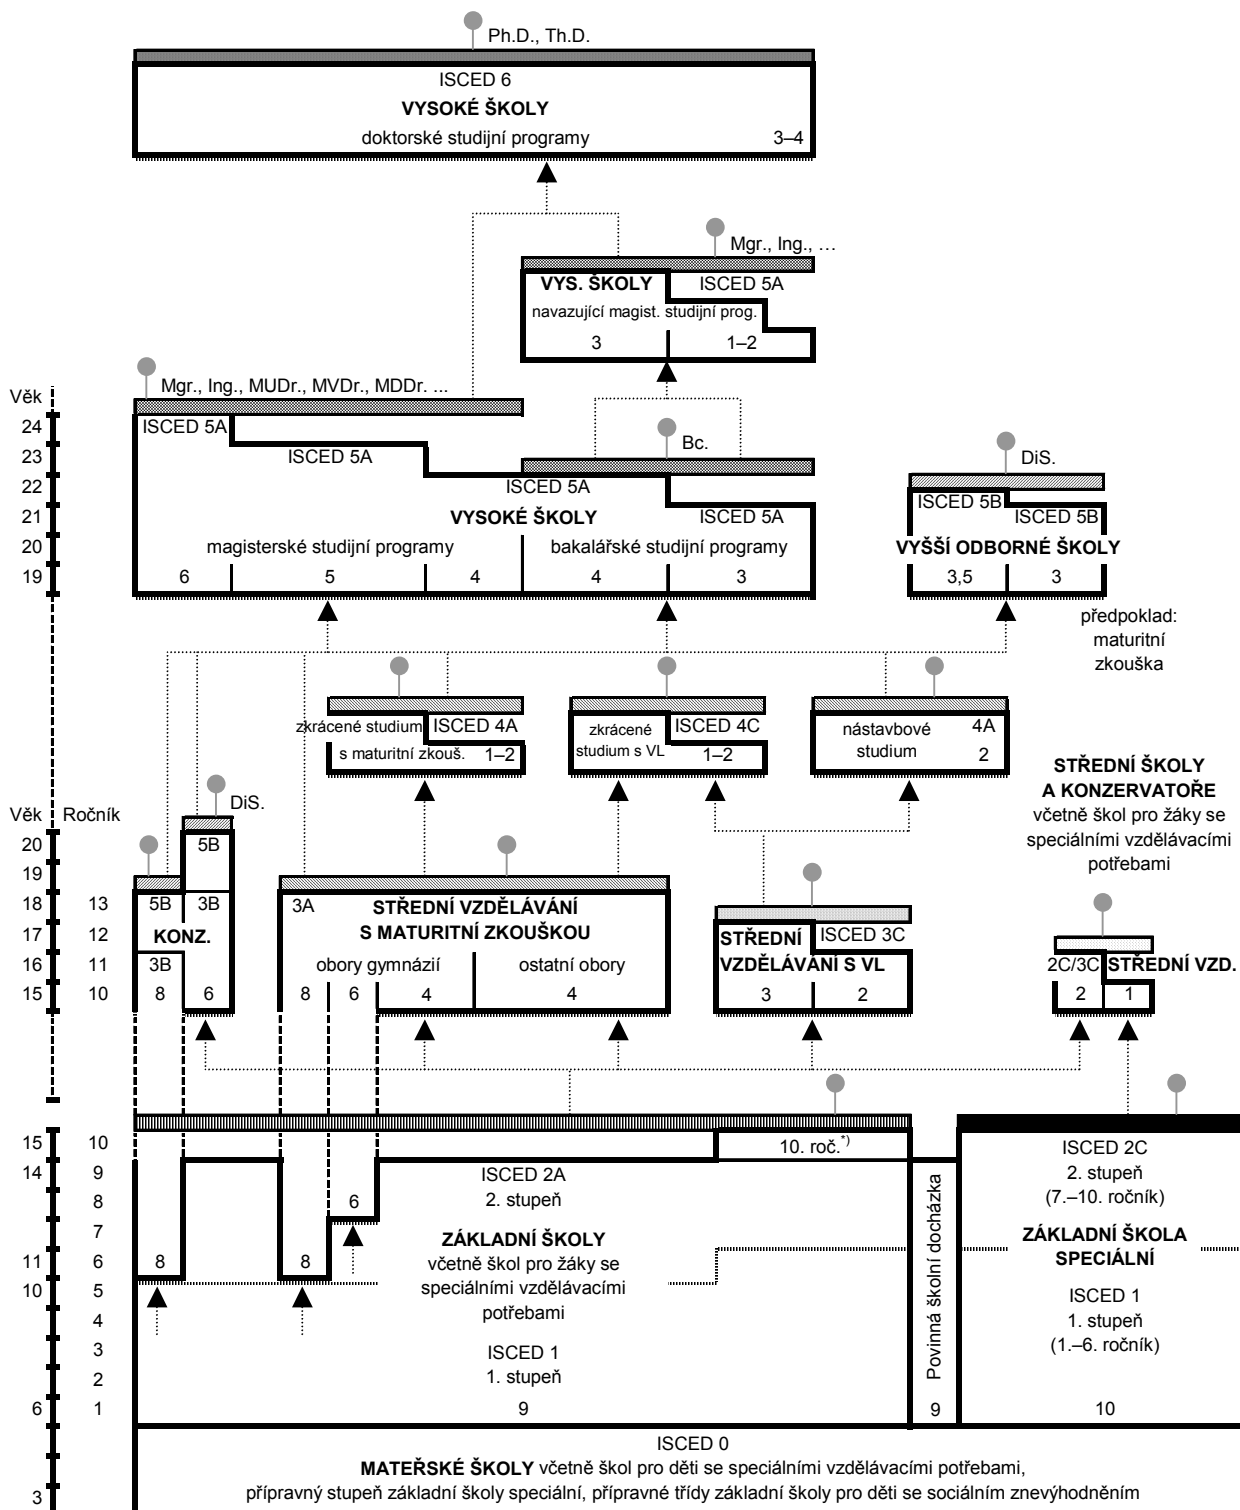 Ph.D., Th.D.
ISCED 6
VYSOKÉ ŠKOLY
doktorské studijní programy 3–4
Mgr., Ing., …
VYS. ŠKOLY ISCED 5A
navazující magist. studijní prog.
3 1–2
Věk
Mgr., Ing., MUDr., MVDr., MDDr. ...
24 ISCED 5A
23 ISCED 5A Bc. DiS.
22 ISCED 5A ISCED 5B
21 VYSOKÉ ŠKOLY ISCED 5A ISCED 5B
20 magisterské studijní programy bakalářské studijní programy VYŠŠÍ ODBORNÉ ŠKOLY
19 6 5 4 4 3 3,5 3
předpoklad:
maturitní
zkouška
zkrácené studium ISCED 4A
s maturitní zkouš. 1–2
zkrácené ISCED 4C
studium s VL 1–2
nástavbové 4A
studium 2
STŘEDNÍ ŠKOLY
A KONZERVATOŘE
včetně škol pro žáky se
speciálními vzdělávacími
potřebami
Věk Ročník DiS.
20 5B
19
18 13 5B 3B 3A STŘEDNÍ VZDĚLÁVÁNÍ
17 12 KONZ. S MATURITNÍ ZKOUŠKOU STŘEDNÍ ISCED 3C
16 11 3B obory gymnázií ostatní obory VZDĚLÁVÁNÍ S VL 2C/3C STŘEDNÍ VZD.
15 10 8 6 8 6 4 4 3 2 2 1
15 10 10. roč.*) ISCED 2C
14 9 ISCED 2A 2. stupeň
8 6 2. stupeň (7.–10. ročník)
7 ZÁKLADNÍ ŠKOLY ZÁKLADNÍ ŠKOLA
11 6 8 8 včetně škol pro žáky se SPECIÁLNÍ
10 5 speciálními vzdělávacími ISCED 1
4 potřebami 1. stupeň
3 ISCED 1 (1.–6. ročník)
2 1. stupeň
Povinná školní docházka
6 1 9 9 10
ISCED 0
MATEŘSKÉ ŠKOLY včetně škol pro děti se speciálními vzdělávacími potřebami,
3 přípravný stupeň základní školy speciální, přípravné třídy základní školy pro děti se sociálním znevýhodněním